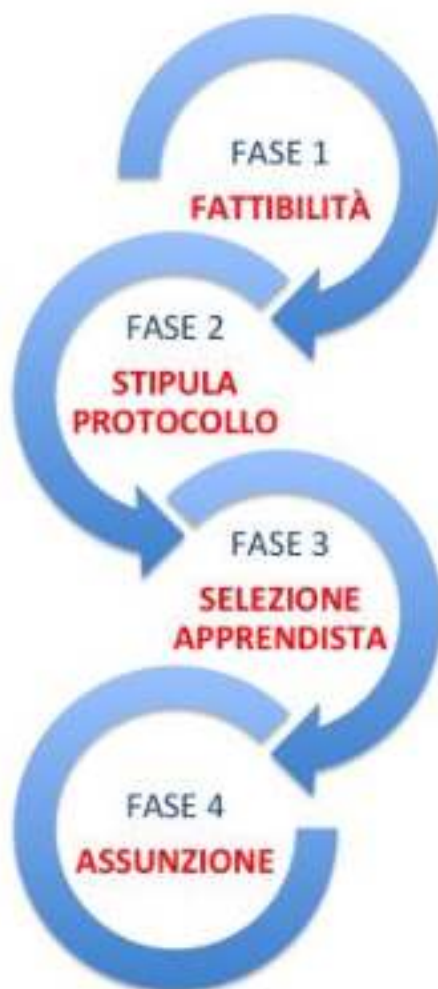 FASE 1
FATTIBILITÀ
FASE 2
STIPULA
PROTOCOLLO
FASE 3
SELEZIONE
APPRENDISTA
FASE 4
ASSUNZIONE